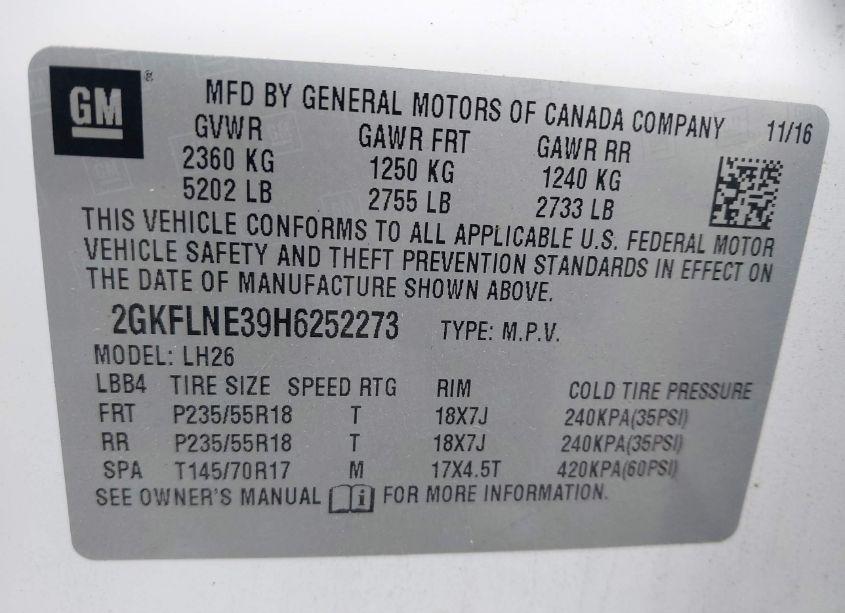 GM ®
MFD BY GENERAL MOTORS OF CANADA COMPANY 11/16
GVWR GAWR FRT GAWR RR
2360 KG 1250 KG 1240 KG
5202 LB 2755 LB 2733 LB
THIS VEHICLE CONFORMS TO ALL APPLICABLE U.S. FEDERAL MOTOR
VEHICLE SAFETY AND THEFT PREVENTION STANDARDS IN EFFECT ON
THE DATE OF MANUFACTURE SHOWN ABOVE.
2GKFLNE39H6252273 TYPE: M.P.V.
MODEL: LH26
LBB4 TIRE SIZE SPEED RTG RIM COLD TIRE PRESSURE
FRT P235/55R18 T 18X7J 240KPA(35PSI)
RR P235/55R18 T 18X7J 240KPA(35PSI)
SPA T145/70R17 M 17X4.5T 420KPA(60PSI)
SEE OWNER'S MANUAL i FOR MORE INFORMATION.